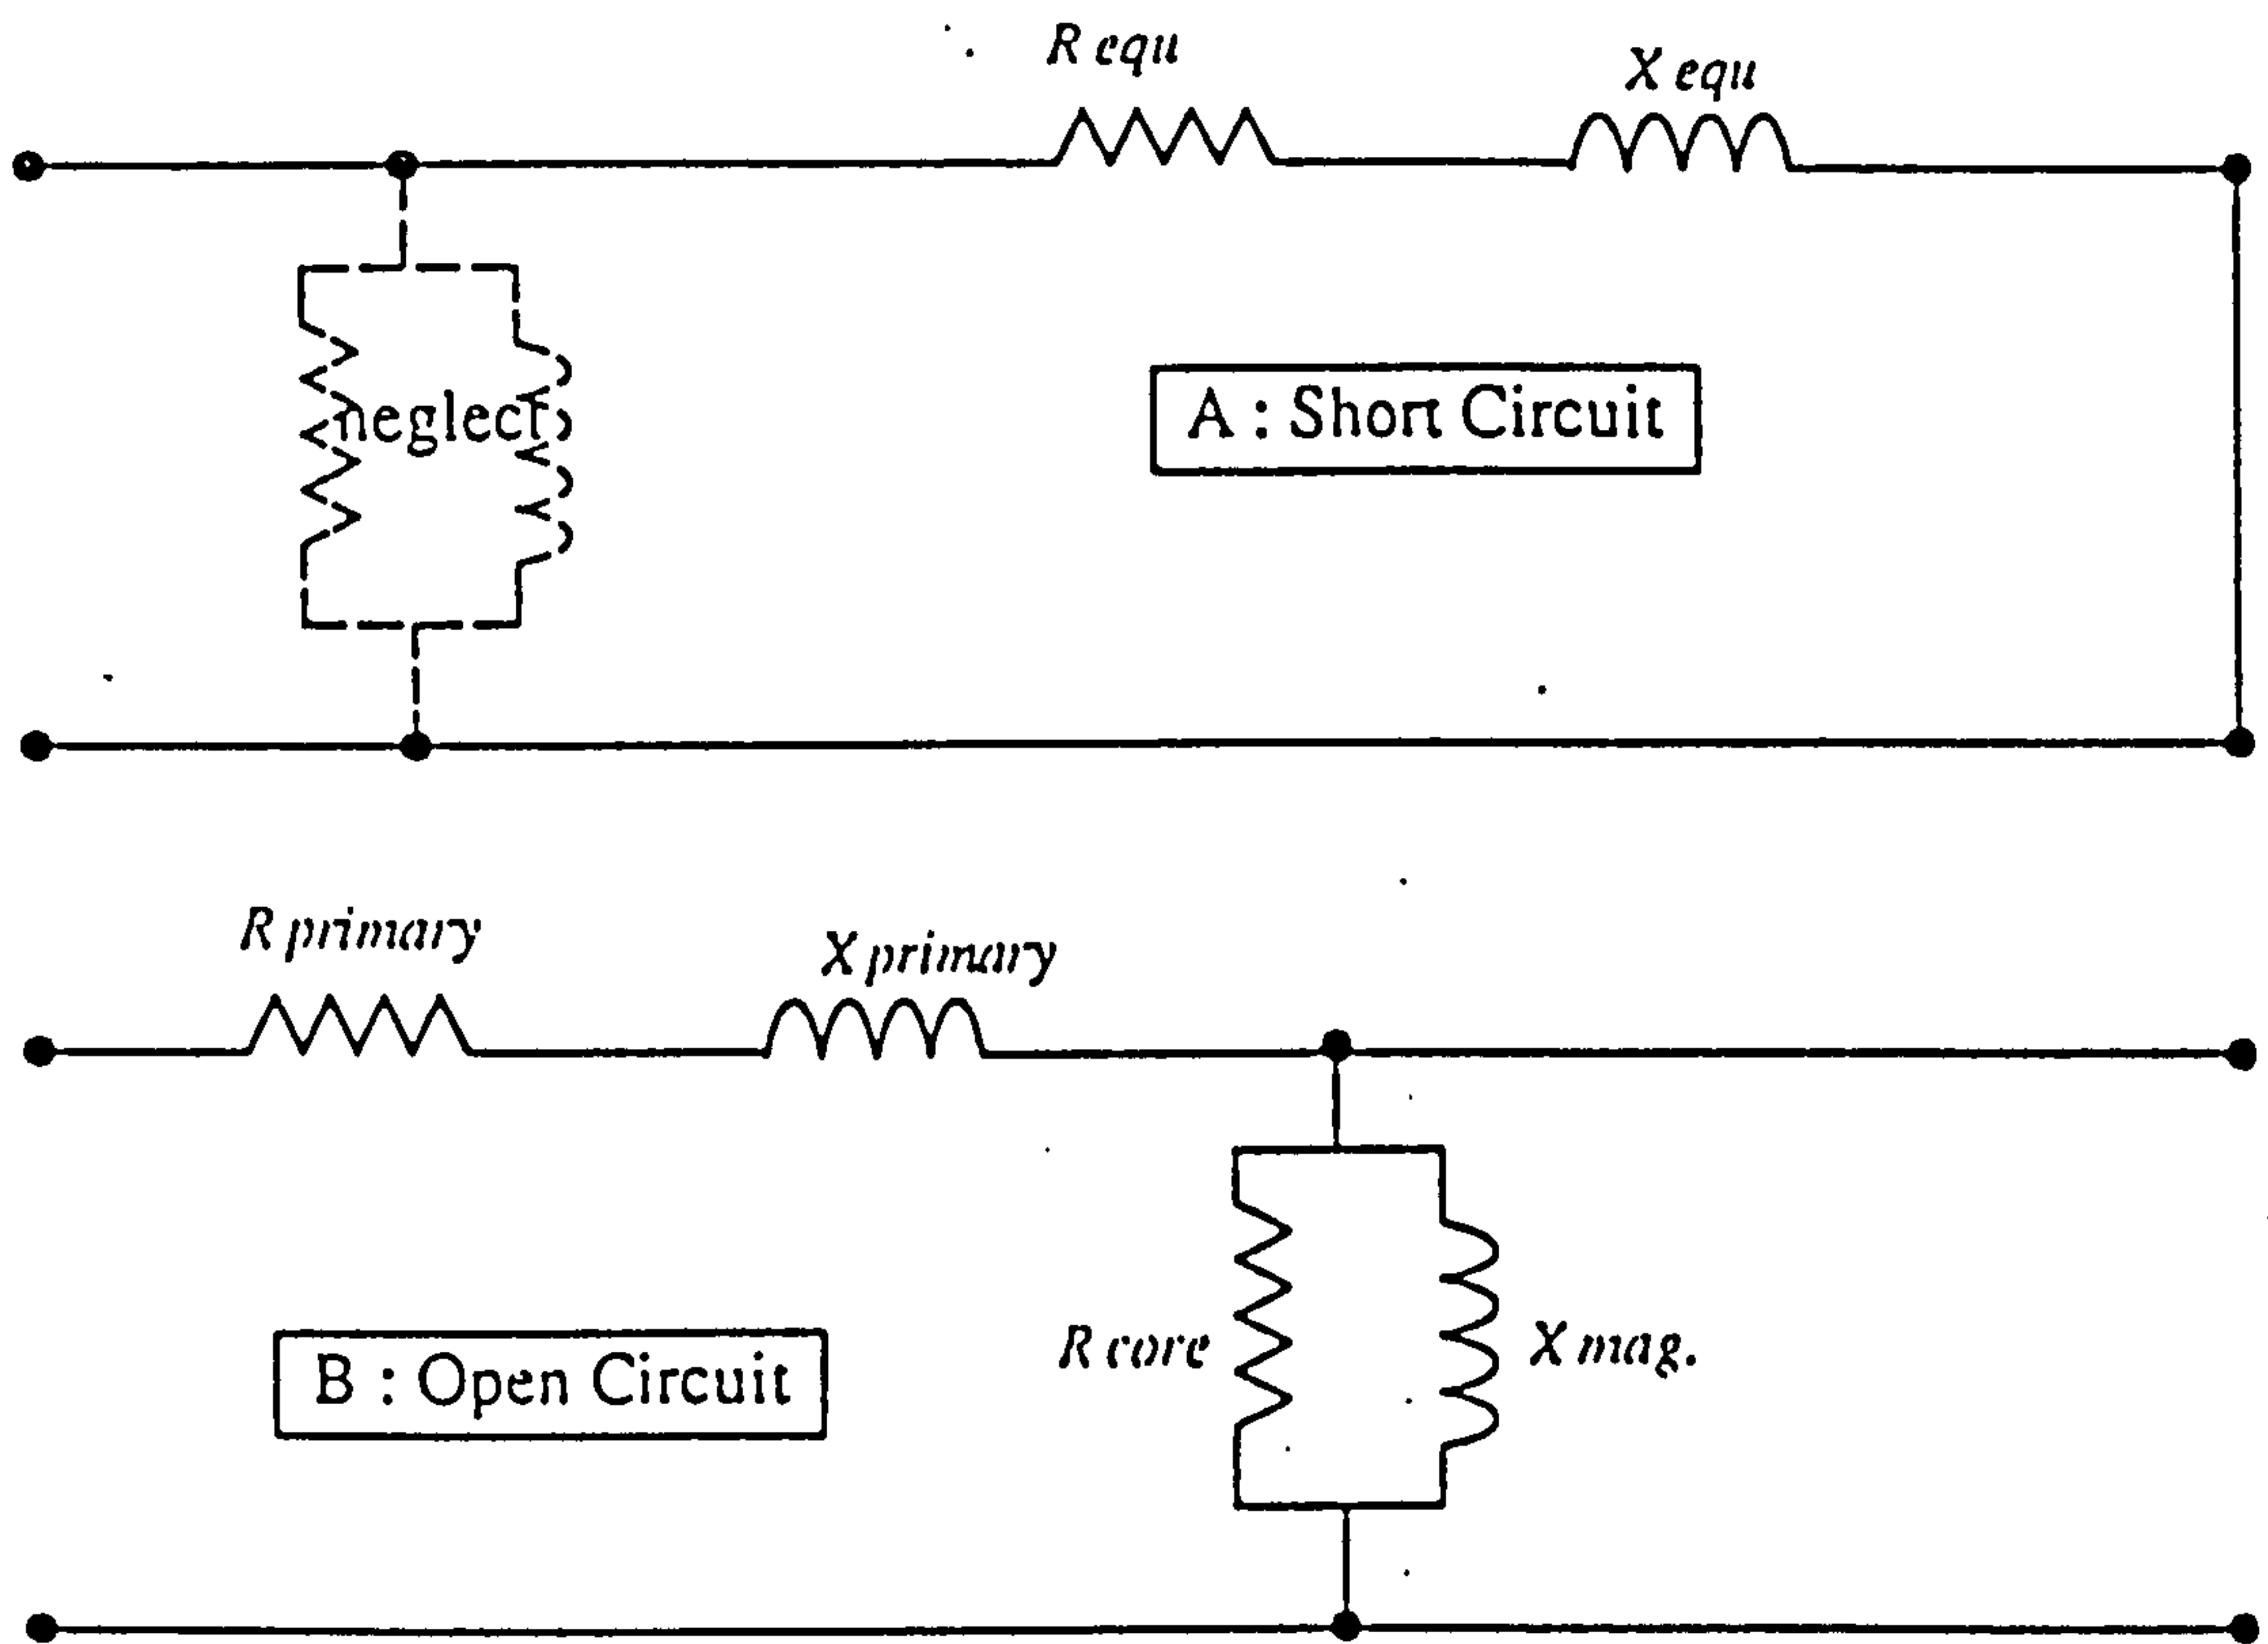 R equ
X equ
neglect
A : Short Circuit
R primary
X primary
R core
X mag.
B : Open Circuit